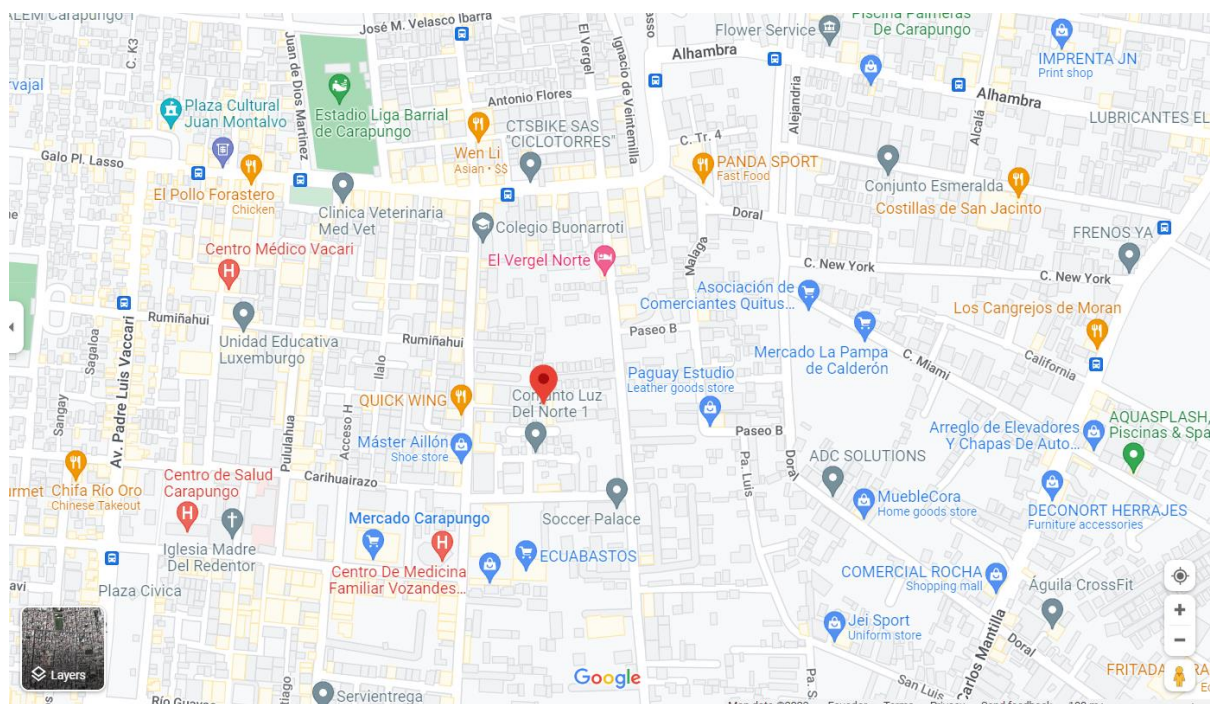 ALEM Carapungo 1
José M. Velasco Ibarra
El Vergel
Ignacio de Veintemilla
Flower Service
Piscina Palmeras
De Carapungo
IMPRENTA JN
Print shop
Alhambra
Alhambra
C. K3
Juan de Dios Martinez
Estadio Liga Barrial
de Carapungo
Antonio Flores
Plaza Cultural
Juan Montalvo
CTSBIKE SAS
"CICLOTORRES"
Wen Li
Asian • $$
C. Tr. 4
Alejandria
Alcalá
LUBRICANTES EL
Galo Pl. Lasso
PANDA SPORT
Fast Food
Conjunto Esmeralda
El Pollo Forastero
Chicken
Clinica Veterinaria
Med Vet
Doral
Costillas de San Jacinto
Colegio Buonarroti
FRENOS YA
Centro Médico Vacari
El Vergel Norte
Malaga
C. New York
C. New York
Asociación de
Comerciantes Quitus...
Los Cangrejos de Moran
Rumiñahui
Unidad Educativa
Luxemburgo
Rumiñahui
Paseo B
Mercado La Pampa
de Calderón
C. Miami
California
Sagaloa
Av. Padre Luis Vaccari
Ilalo
Paguay Estudio
Leather goods store
Sangay
QUICK WING
Conjunto Luz
Del Norte 1
Acceso H
Pululahua
AQUASPLASH,
Piscinas & Spa
Arreglo de Elevadores
Y Chapas De Auto...
Paseo B
Máster Aillón
Shoe store
Doral
Pa. Luis
ADC SOLUTIONS
urmet
Chifa Río Oro
Chinese Takeout
Centro de Salud
Carapungo
Carihuairazo
MuebleCora
Home goods store
DECONORT HERRAJES
Furniture accessories
Mercado Carapungo
Soccer Palace
Iglesia Madre
Del Redentor
Centro De Medicina
Familiar Vozandes...
ECUABASTOS
COMERCIAL ROCHA
Shopping mall
Águila CrossFit
Plaza Civica
Jei Sport
Uniform store
Doral
Carlos Mantilla
Layers
Google
Pa. S
San Luis
FRITADA
Servientrega